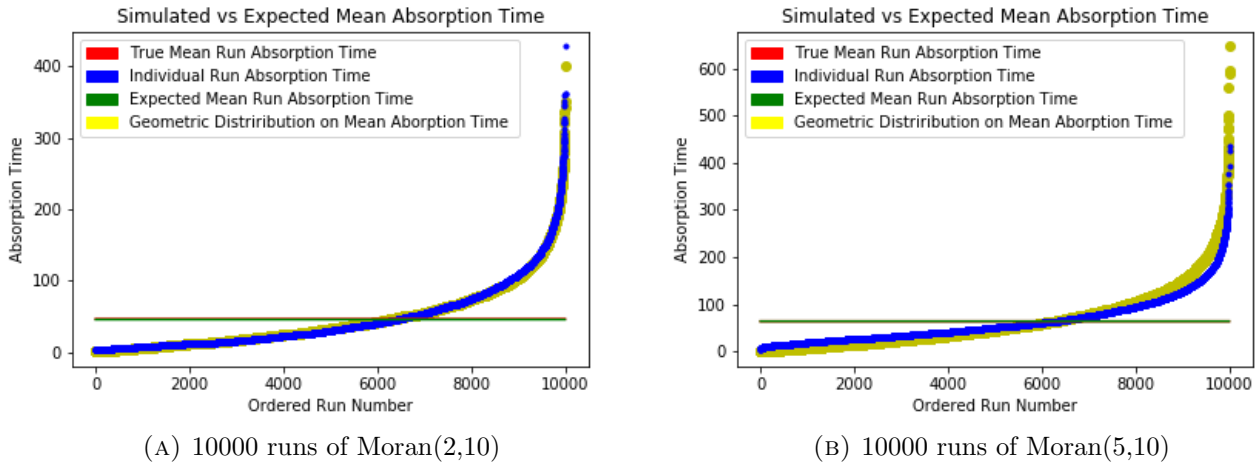 Simulated vs Expected Mean Absorption Time
True Mean Run Absorption Time
Individual Run Absorption Time
Expected Mean Run Absorption Time
Geometric Distriribution on Mean Aborption Time
Absorption Time
400
300
200
100
0
0 2000 4000 6000 8000 10000
Ordered Run Number
(A) 10000 runs of Moran(2,10)
Simulated vs Expected Mean Absorption Time
True Mean Run Absorption Time
Individual Run Absorption Time
Expected Mean Run Absorption Time
Geometric Distriribution on Mean Aborption Time
Absorption Time
600
500
400
300
200
100
0
0 2000 4000 6000 8000 10000
Ordered Run Number
(B) 10000 runs of Moran(5,10)